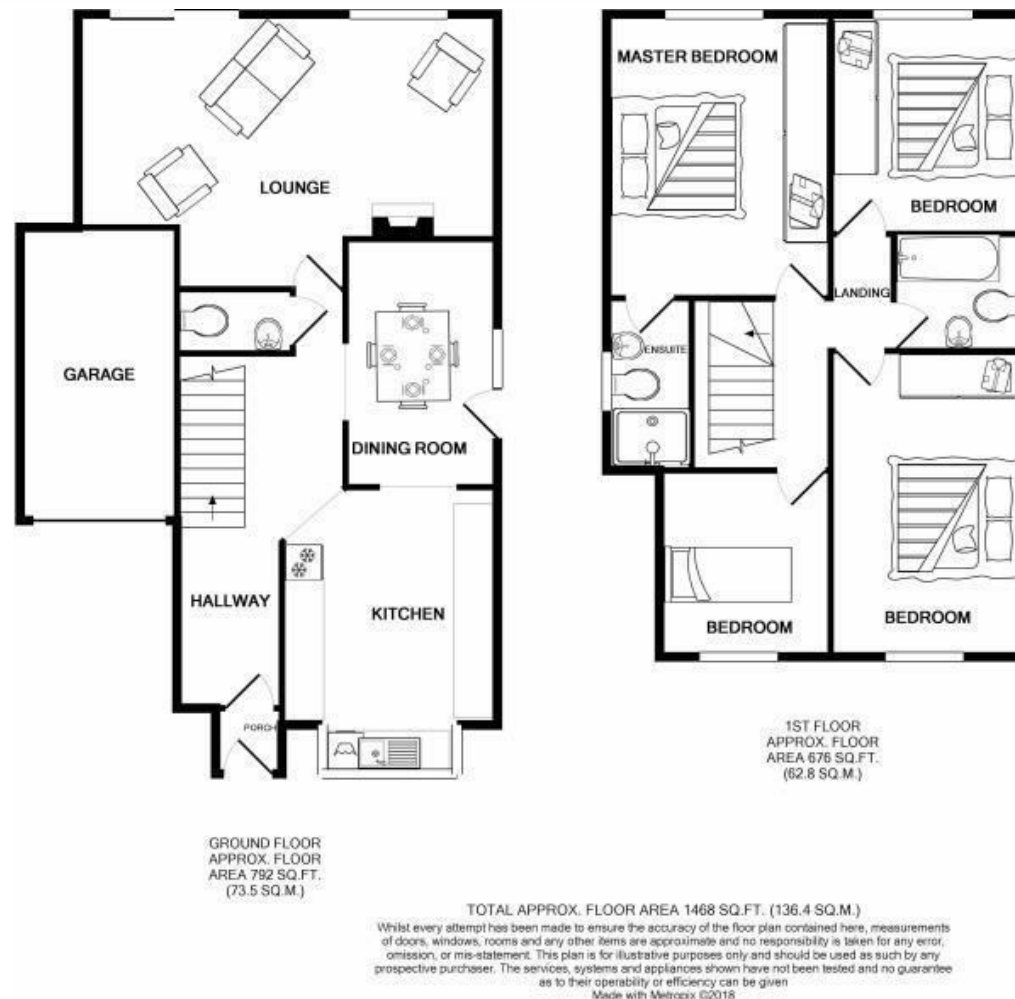 LOUNGE
GARAGE
DINING ROOM
HALLWAY
KITCHEN
PORCH
GROUND FLOOR
APPROX. FLOOR
AREA 792 SQ.FT.
(73.5 SQ.M.)
MASTER BEDROOM
BEDROOM
LANDING
ENSUITE
BEDROOM
BEDROOM
1ST FLOOR
APPROX. FLOOR
AREA 676 SQ.FT.
(62.8 SQ.M.)
TOTAL APPROX. FLOOR AREA 1468 SQ.FT. (136.4 SQ.M.)
Whilst every attempt has been made to ensure the accuracy of the floor plan contained here, measurements
of doors, windows, rooms and any other items are approximate and no responsibility is taken for any error,
omission, or mis-statement. This plan is for illustrative purposes only and should be used as such by any
prospective purchaser. The services, systems and appliances shown have not been tested and no guarantee
as to their operability or efficiency can be given
Made with Metropix ©2018